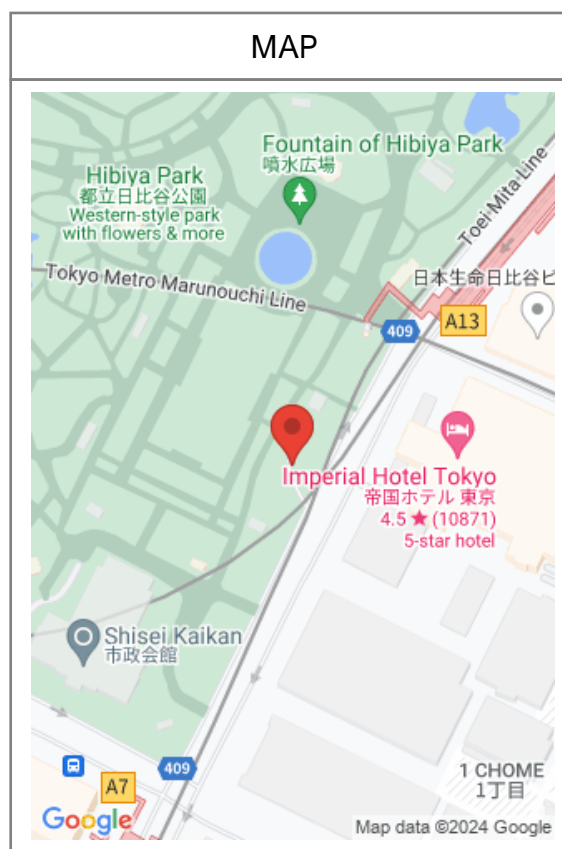 MAP
Fountain of Hibiya Park
噴水広場
Hibiya Park
都立日比谷公園
Western-style park
with flowers & more
Toei Mita Line
Tokyo Metro Marunouchi Line
日本生命日比谷ビ
A13
409
Imperial Hotel Tokyo
帝国ホテル 東京
4.5 ★ (10871)
5-star hotel
Shisei Kaikan
市政会館
409
A7
1 CHOME
1丁目
Google
Map data ©2024 Google